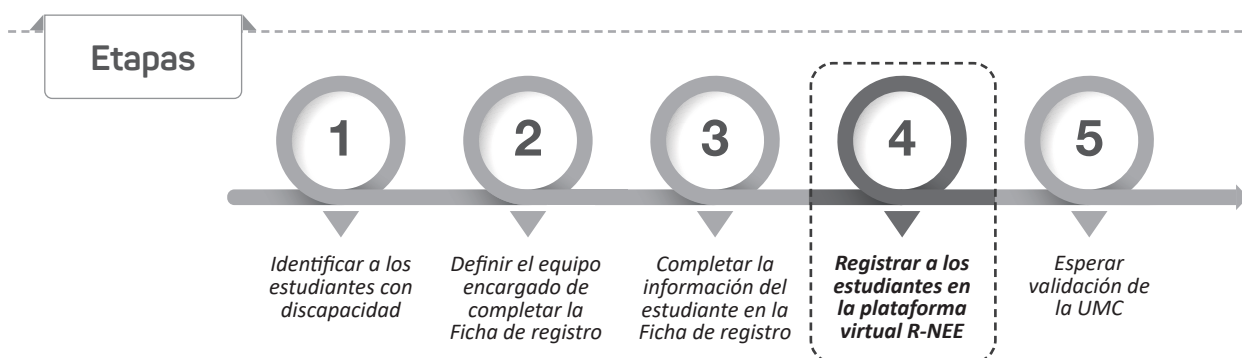 Etapas
1
2
3
4
5
Identificar a los
estudiantes con
discapacidad
Definir el equipo
encargado de
completar la
Ficha de registro
Completar la
información del
estudiante en la
Ficha de registro
Registrar a los
estudiantes en
la plataforma
virtual R-NEE
Esperar
validación de
la UMC